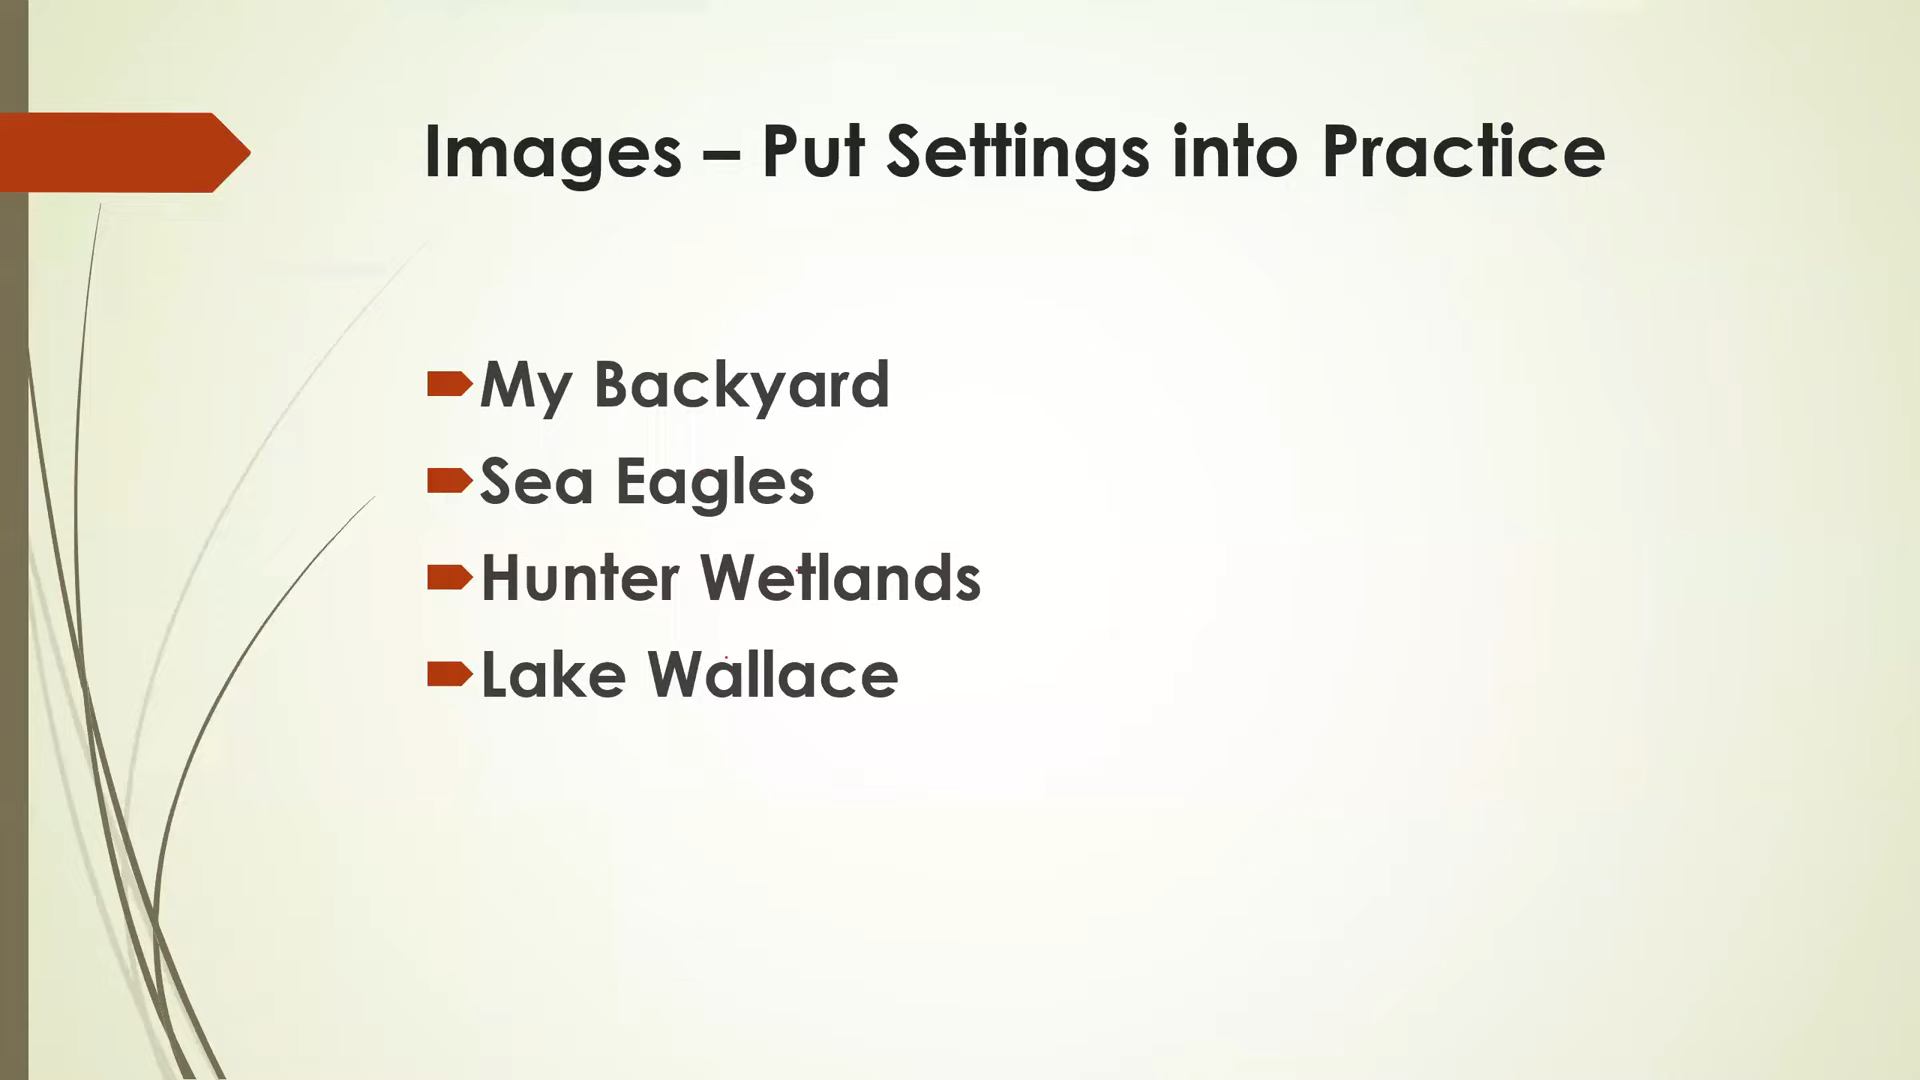 Images – Put Settings into Practice
My Backyard
Sea Eagles
Hunter Wetlands
Lake Wallace